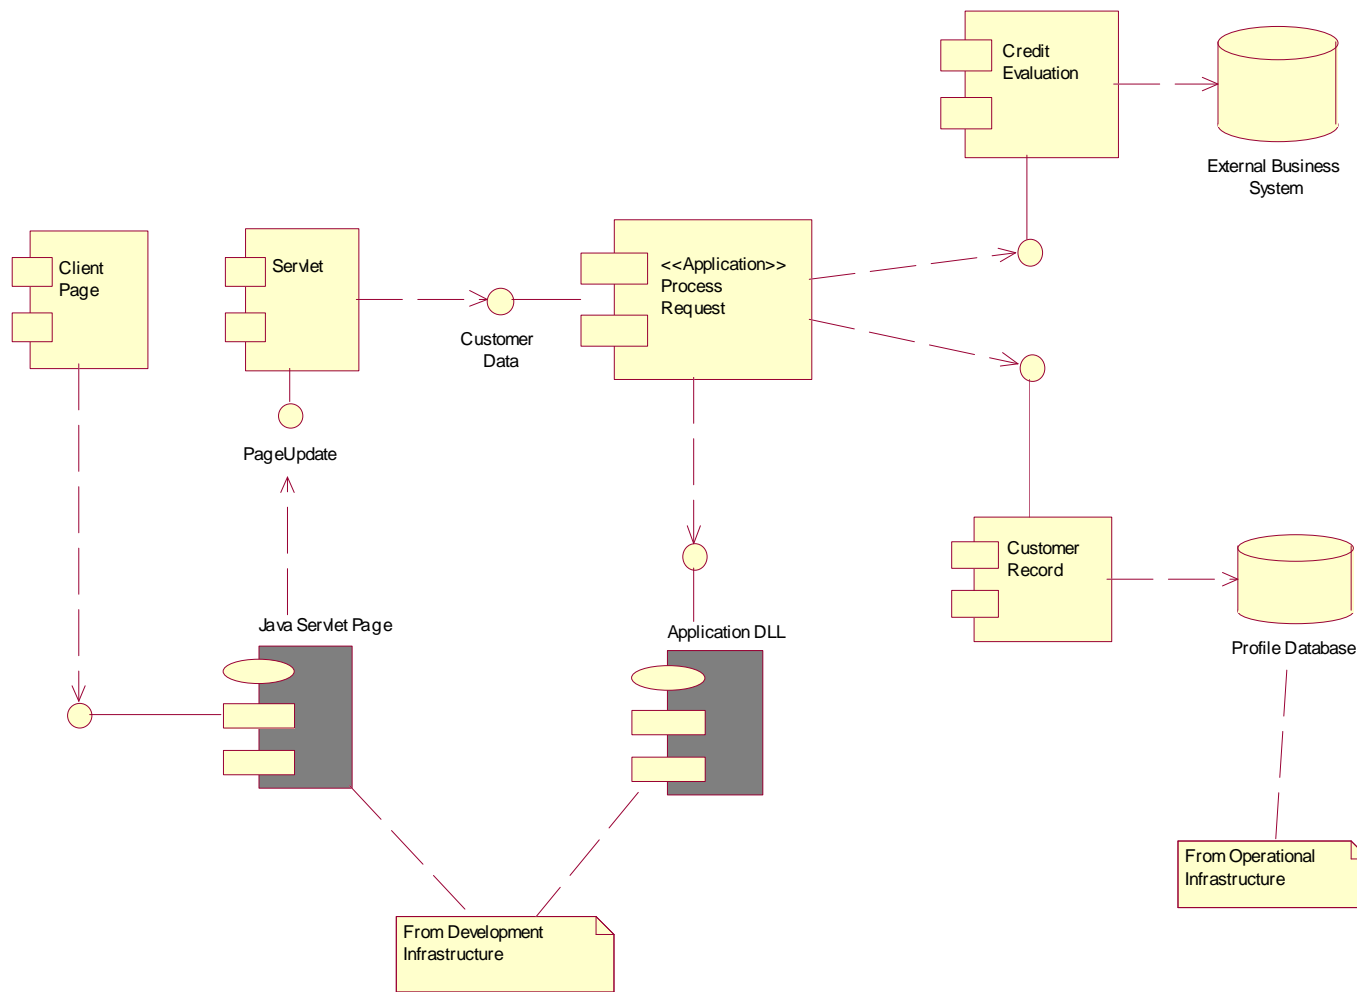 Credit
Evaluation
External Business
System
Client
Page
Servlet
<<Application>>
Process
Request
Customer
Data
PageUpdate
Customer
Record
Java Servlet Page
Application DLL
Profile Database
From Operational
Infrastructure
From Development
Infrastructure